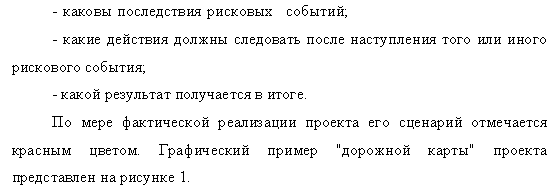 - каковы последствия рисковых событий;
- какие действия должны следовать после наступления того или иного
рискового события;
- какой результат получается в итоге.
По мере фактической реализации проекта его сценарий отмечается
красным цветом. Графический пример "дорожной карты" проекта
представлен на рисунке 1.